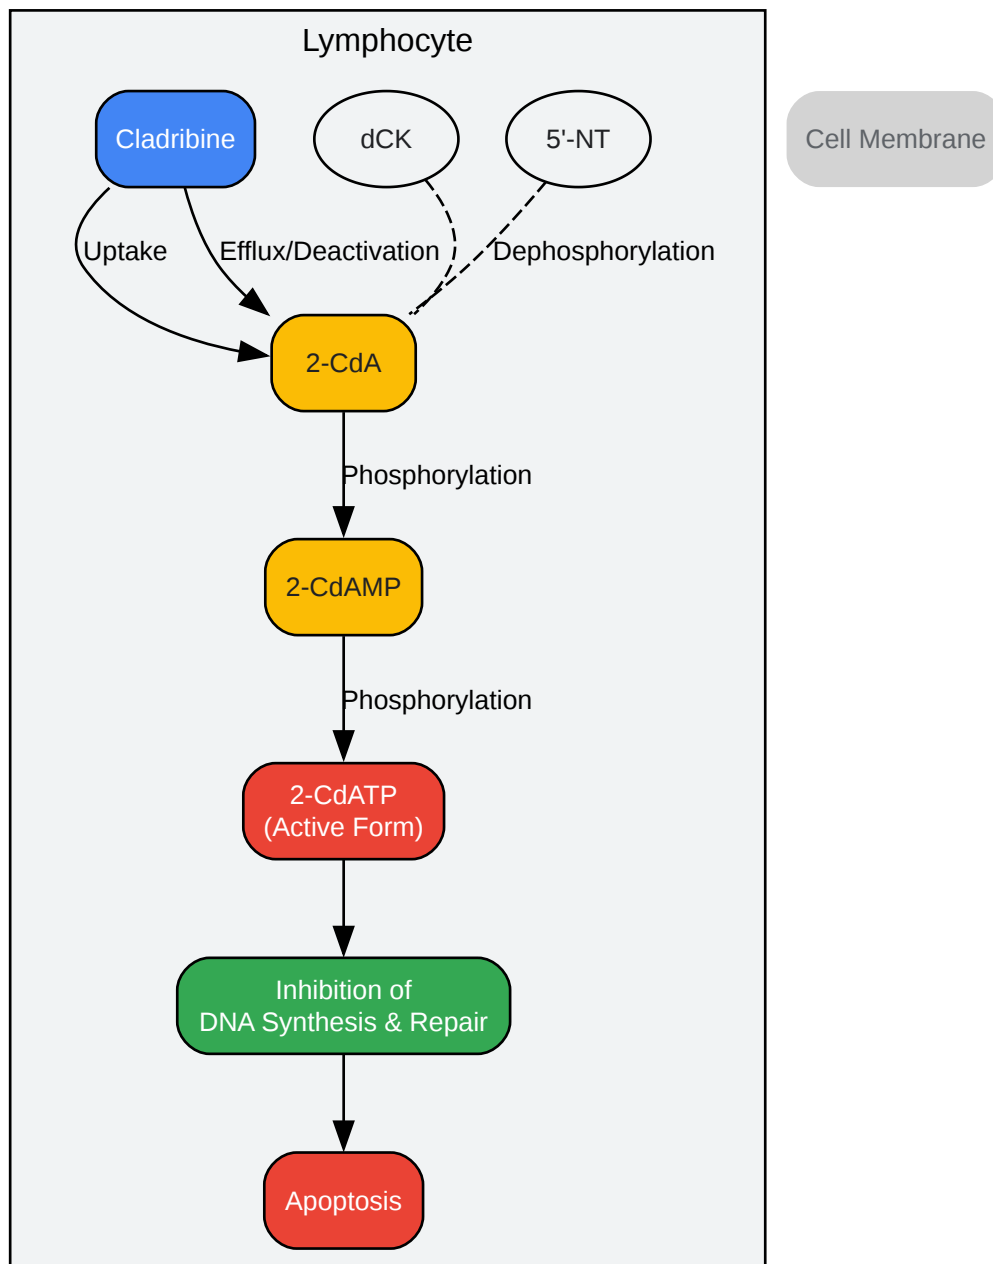 Lymphocyte
Cladribine
dCK
5'-NT
Cell Membrane
Uptake
Efflux/Deactivation
Dephosphorylation
2-CdA
Phosphorylation
2-CdAMP
Phosphorylation
2-CdATP
(Active Form)
Inhibition of
DNA Synthesis & Repair
Apoptosis